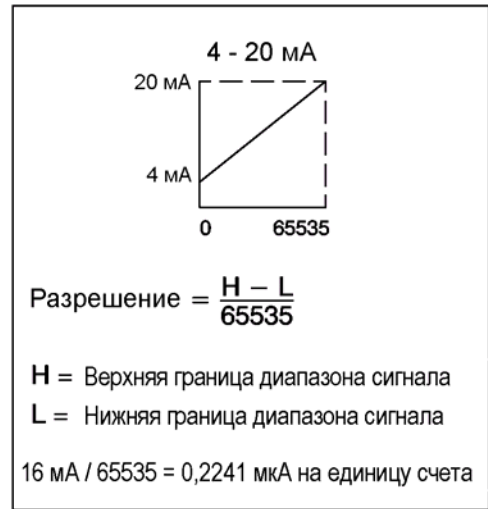 4 - 20 мА
20 мА
4 мА
0 65535
Разрешение = H – L / 65535
H = Верхняя граница диапазона сигнала
L = Нижняя граница диапазона сигнала
16 мА / 65535 = 0,2241 мкА на единицу счета